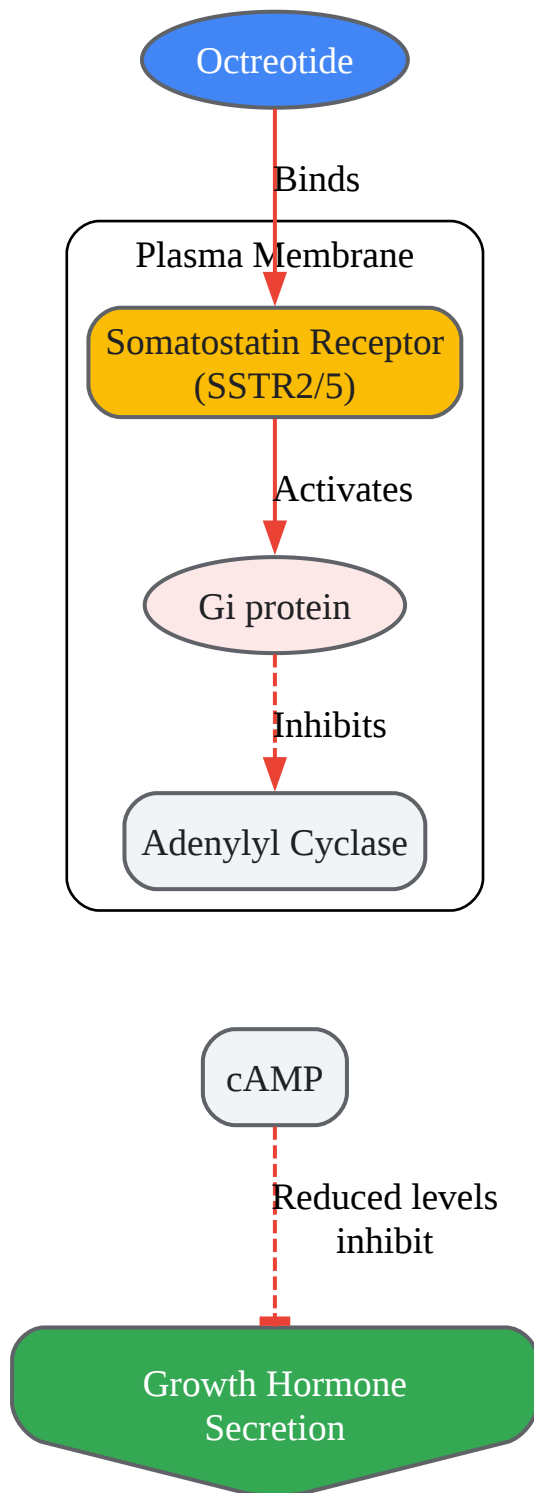 Octreotide
Binds
Plasma Membrane
Somatostatin Receptor
(SSTR2/5)
Activates
Gi protein
Inhibits
Adenylyl Cyclase
cAMP
Reduced levels
inhibit
Growth Hormone
Secretion